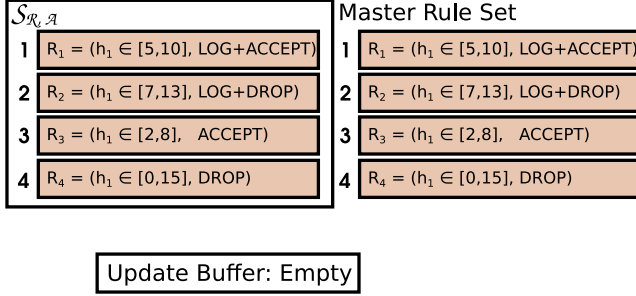 𝒮ℛ, 𝒜 Master Rule Set
1 R₁ = (h₁ ∈ [5,10], LOG+ACCEPT) 1 R₁ = (h₁ ∈ [5,10], LOG+ACCEPT)
2 R₂ = (h₁ ∈ [7,13], LOG+DROP) 2 R₂ = (h₁ ∈ [7,13], LOG+DROP)
3 R₃ = (h₁ ∈ [2,8], ACCEPT) 3 R₃ = (h₁ ∈ [2,8], ACCEPT)
4 R₄ = (h₁ ∈ [0,15], DROP) 4 R₄ = (h₁ ∈ [0,15], DROP)
Update Buffer: Empty